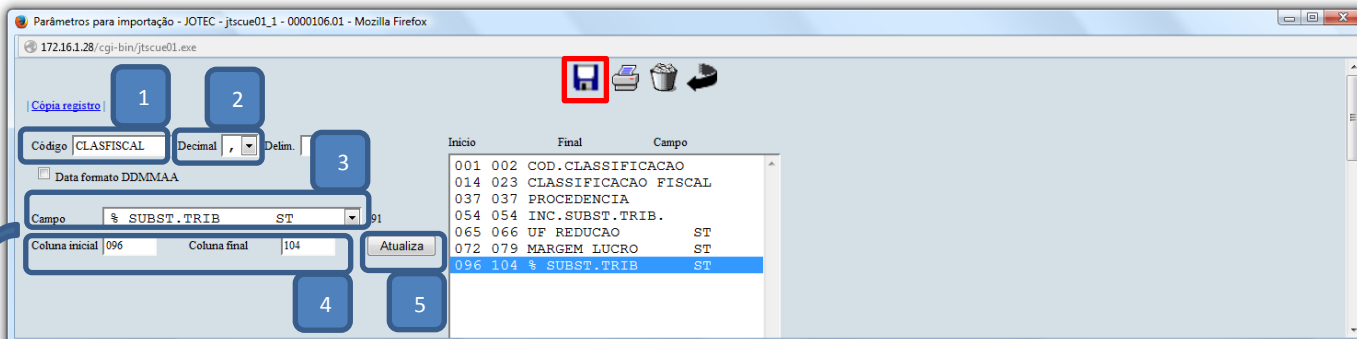 Parâmetros para importação - JOTEC - jtscue01_1 - 0000106.01 - Mozilla Firefox
172.16.1.28/cgi-bin/jtscue01.exe
| Cópia registro |
1
2
Código CLASFISCAL Decimal , Delim.
3
Data formato DDMMAA
Campo % SUBST.TRIB ST 91
Coluna inicial 096 Coluna final 104 Atualiza
4
5
Inicio Final Campo
001 002 COD.CLASSIFICACAO
014 023 CLASSIFICACAO FISCAL
037 037 PROCEDENCIA
054 054 INC.SUBST.TRIB.
065 066 UF REDUCAO ST
072 079 MARGEM LUCRO ST
096 104 % SUBST.TRIB ST